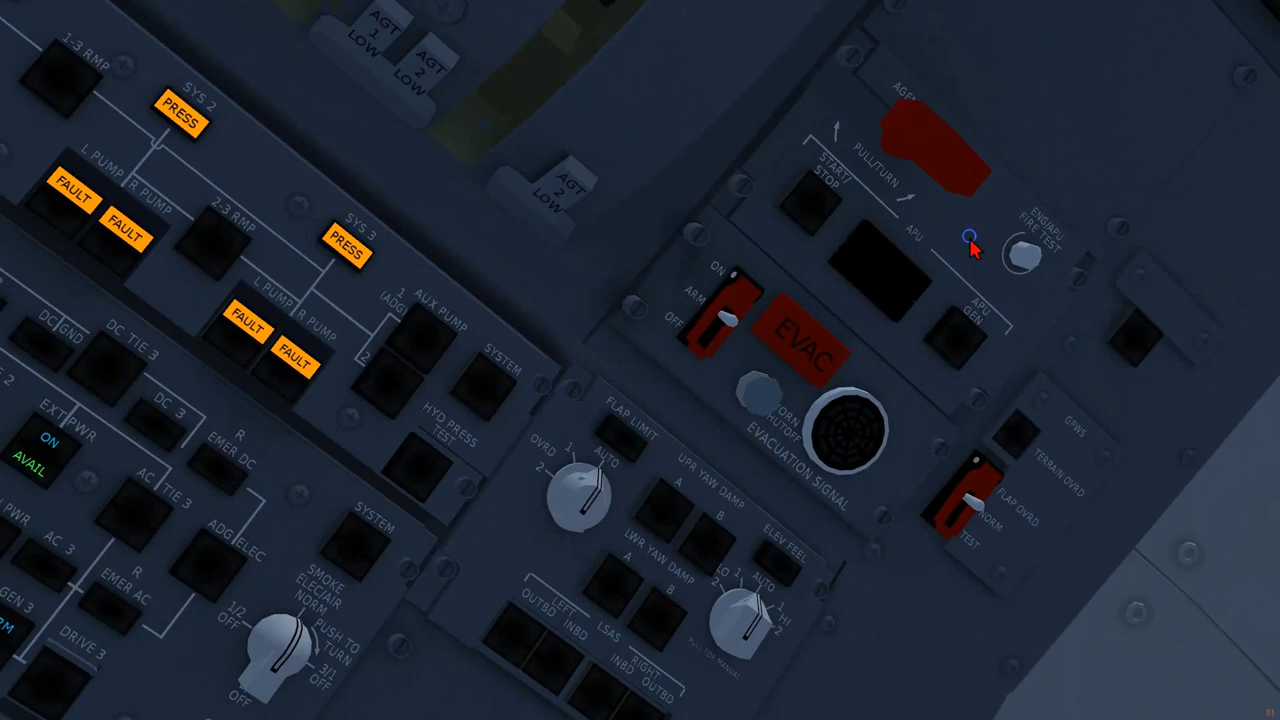 AGT
1
LOW
AGT
2
LOW
AGT
2
LOW
1-3 RMP
SYS 2
PRESS
L PUMP
R PUMP
FAULT
FAULT
2-3 RMP
SYS 3
PRESS
L PUMP
R PUMP
FAULT
FAULT
1
(ADG)
AUX PUMP
2
SYSTEM
HYD PRESS
TEST
DC GND
DC TIE 3
DC 3
EXT PWR
ON
AVAIL
R
EMER DC
AC TIE 3
AC 3
ADG ELEC
R
EMER AC
DRIVE 3
SYSTEM
SMOKE
ELEC/AIR
NORM
PUSH TO
TURN
1/2
OFF
3/1
OFF
OFF
PULL/TURN
START/
STOP
APU
APU
GEN
ENG/APU
FIRE TEST
ON
ARM
OFF
EVAC
EVACUATION SIGNAL
FLAP LIMIT
OVRD
1
2
AUTO
UPR YAW DAMP
A
B
LWR YAW DAMP
A
B
ELEV FEEL
LO
1
AUTO
1
HI
2
PULL FOR MANUAL
LEFT
OUTBD
INBD
LSAS
RIGHT
INBD
OUTBD
GPWS
TERRAIN OVRD
FLAP OVRD
NORM
TEST
61